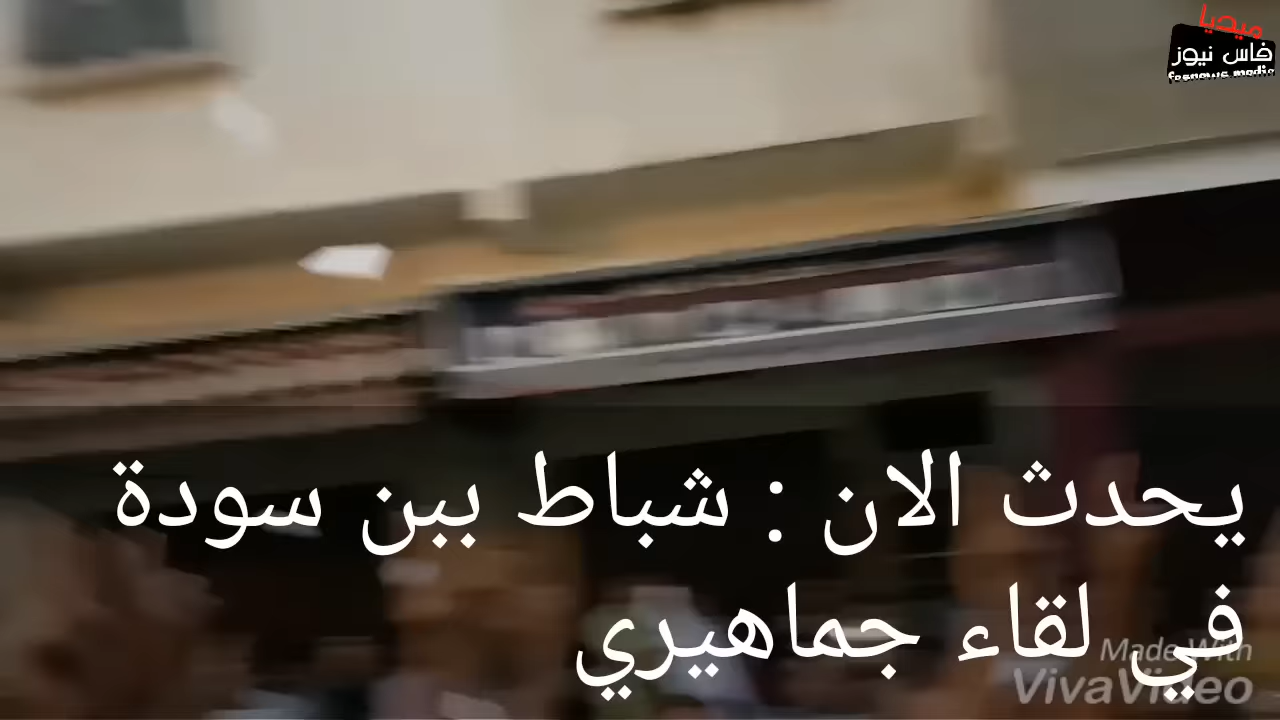 ميديا
فاس نيوز
fesnews media
يحدث الان : شباط ببن سودة
في لقاء جماهيري
Made With
VivaVideo